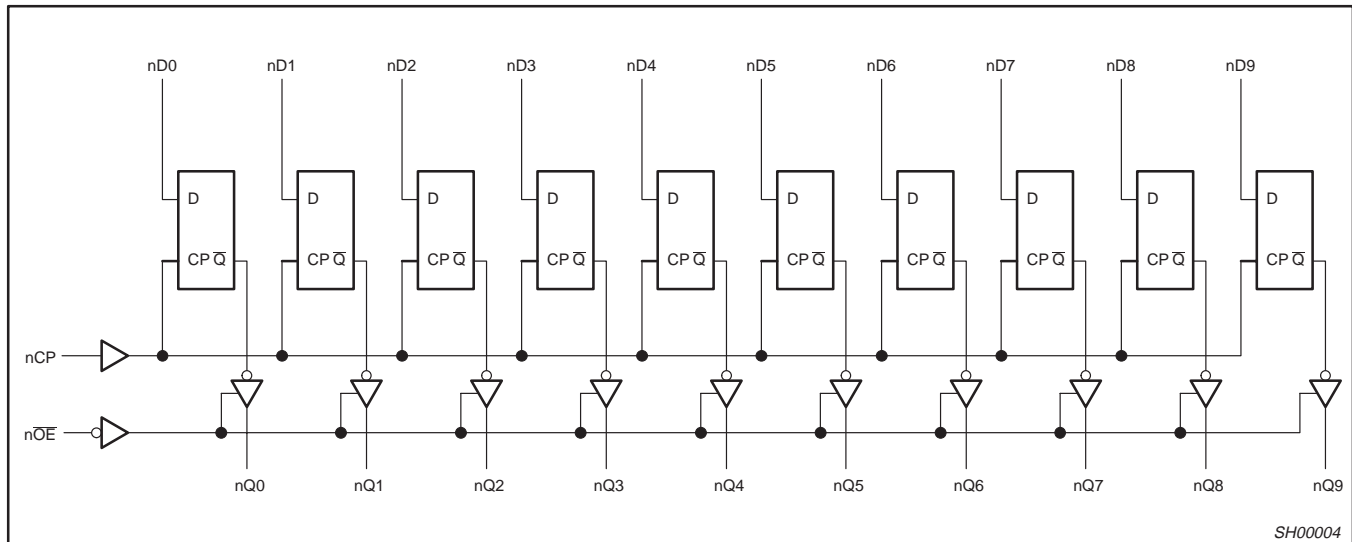 nD0 nD1 nD2 nD3 nD4 nD5 nD6 nD7 nD8 nD9
D D D D D D D D D D
CP Q̅ CP Q̅ CP Q̅ CP Q̅ CP Q̅ CP Q̅ CP Q̅ CP Q̅ CP Q̅ CP Q̅
nCP
nO̅E̅
nQ0 nQ1 nQ2 nQ3 nQ4 nQ5 nQ6 nQ7 nQ8 nQ9
SH00004